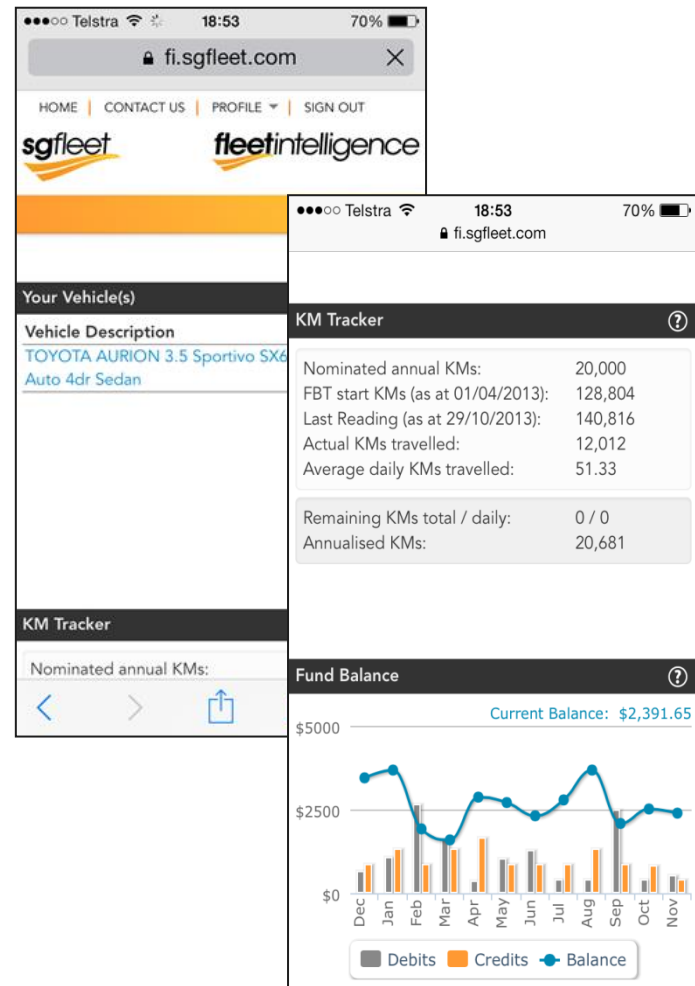 Telstra 18:53 70%
fi.sgfleet.com
HOME | CONTACT US | PROFILE | SIGN OUT
sgfleet fleetintelligence
Your Vehicle(s)
Vehicle Description
TOYOTA AURION 3.5 Sportivo SX6
Auto 4dr Sedan
KM Tracker
Nominated annual KMs:
Telstra 18:53 70%
fi.sgfleet.com
KM Tracker ?
Nominated annual KMs: 20,000
FBT start KMs (as at 01/04/2013): 128,804
Last Reading (as at 29/10/2013): 140,816
Actual KMs travelled: 12,012
Average daily KMs travelled: 51.33
Remaining KMs total / daily: 0 / 0
Annualised KMs: 20,681
Fund Balance ?
Current Balance: $2,391.65
$5000
$2500
$0
Dec Jan Feb Mar Apr May Jun Jul Aug Sep Oct Nov
Debits Credits Balance